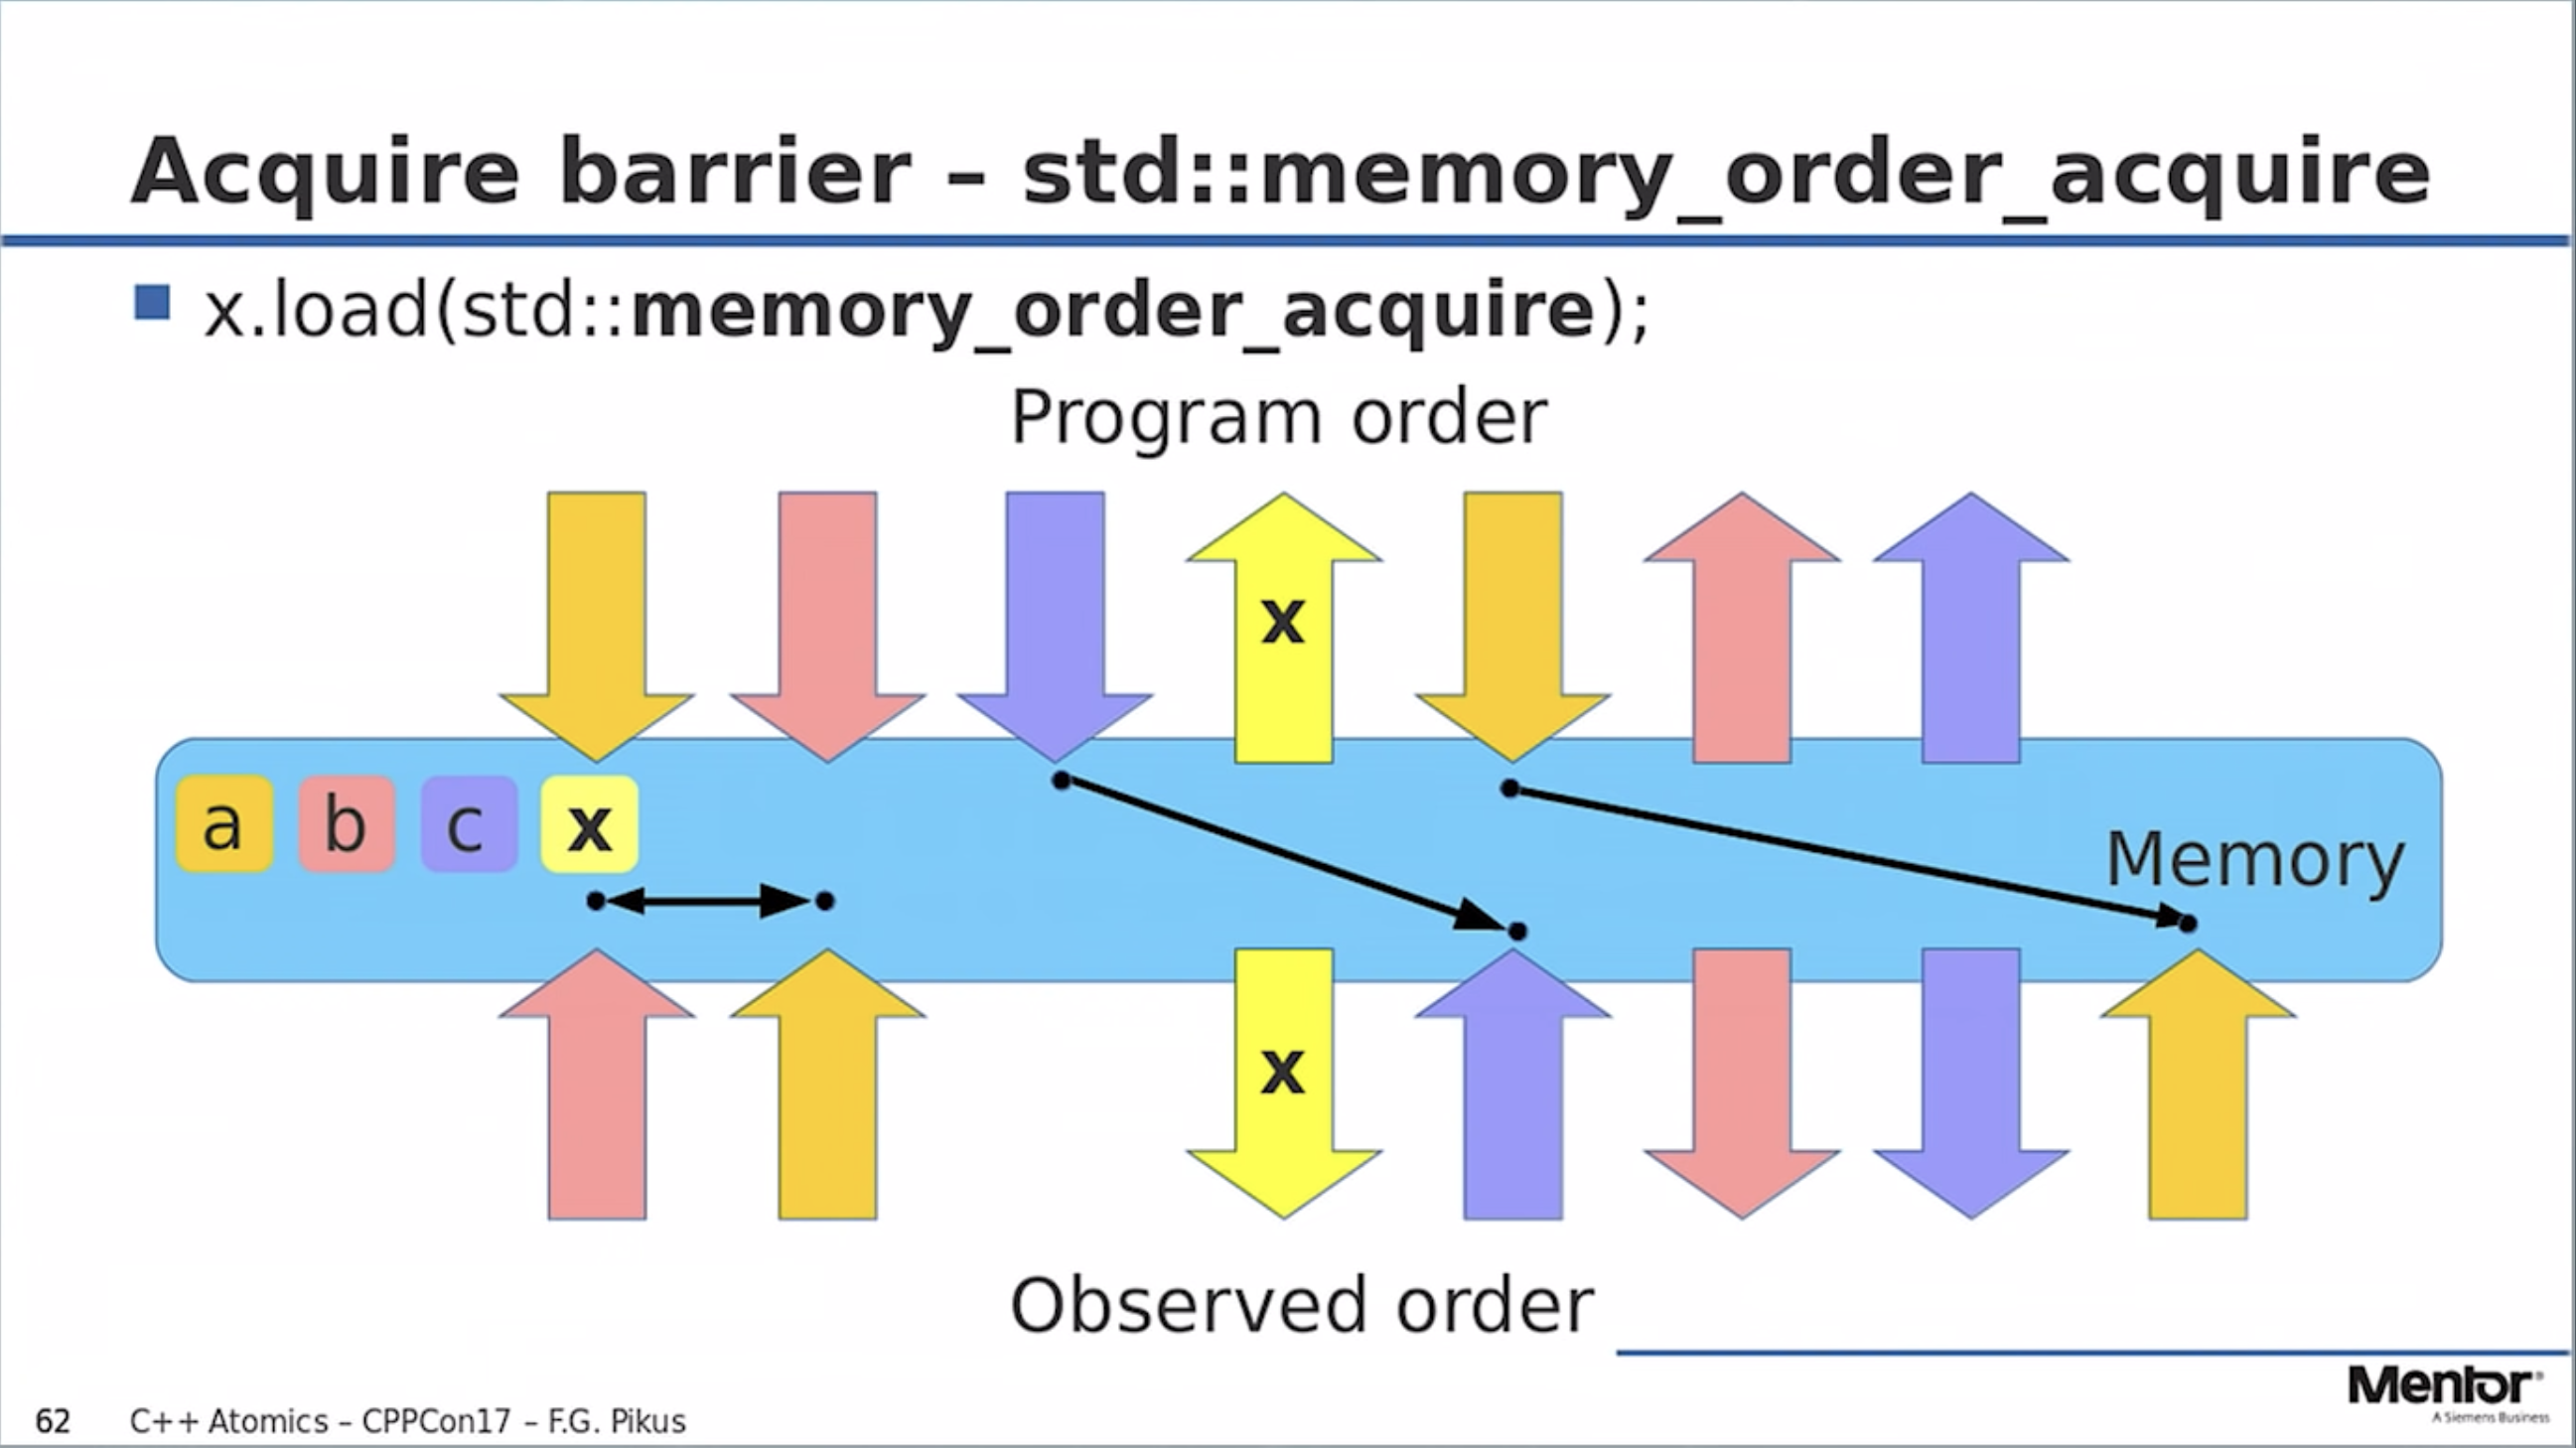 Acquire barrier – std::memory_order_acquire
x.load(std::memory_order_acquire);
Program order
x
a b c x
Memory
x
Observed order
Mentor®
A Siemens Business
62 C++ Atomics – CPPCon17 – F.G. Pikus